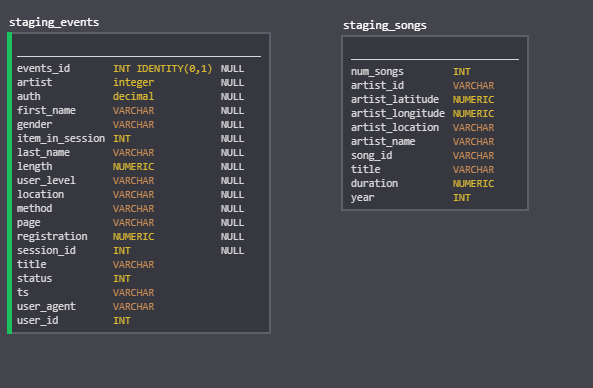 staging_events
events_id INT IDENTITY(0,1) NULL
artist integer NULL
auth decimal NULL
first_name VARCHAR NULL
gender VARCHAR NULL
item_in_session INT NULL
last_name VARCHAR NULL
length NUMERIC NULL
user_level VARCHAR NULL
location VARCHAR NULL
method VARCHAR NULL
page VARCHAR NULL
registration NUMERIC NULL
session_id INT NULL
title VARCHAR
status INT
ts VARCHAR
user_agent VARCHAR
user_id INT
staging_songs
num_songs INT
artist_id VARCHAR
artist_latitude NUMERIC
artist_longitude NUMERIC
artist_location VARCHAR
artist_name VARCHAR
song_id VARCHAR
title VARCHAR
duration NUMERIC
year INT